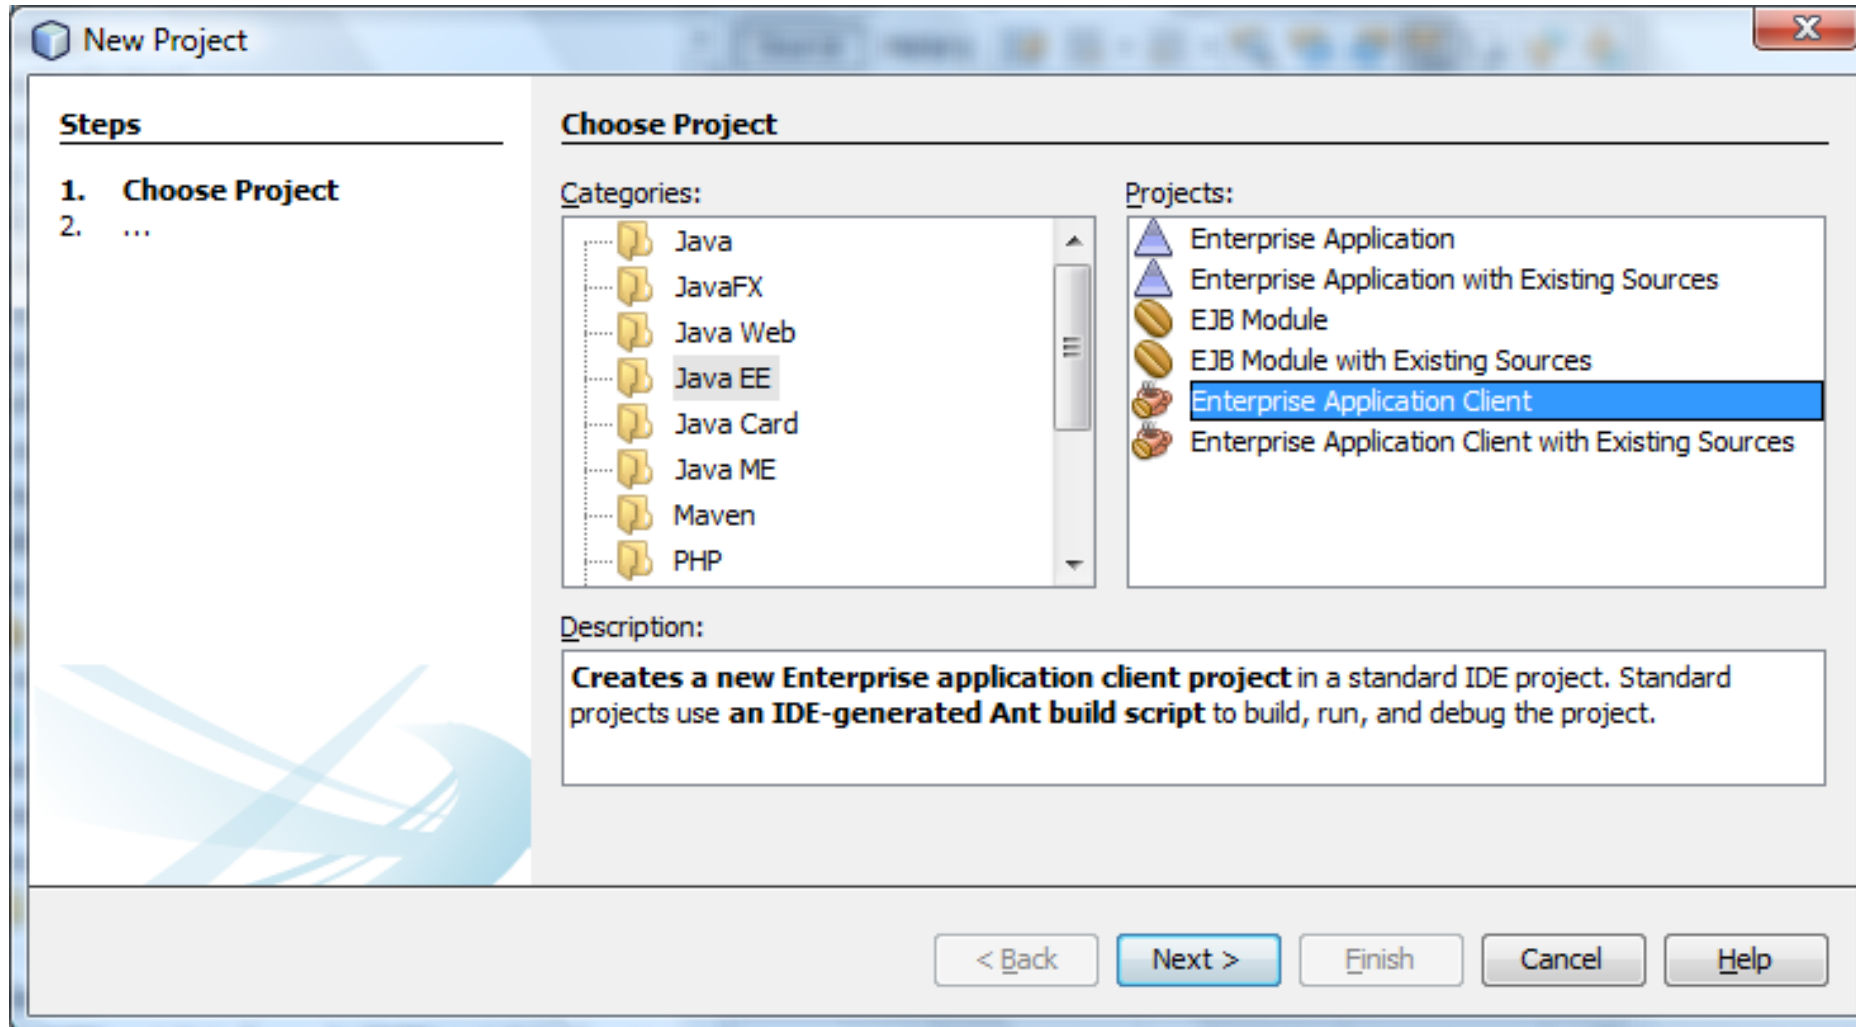 New Project
Steps
1. Choose Project
2. ...
Choose Project
Categories:
Java
JavaFX
Java Web
Java EE
Java Card
Java ME
Maven
PHP
Projects:
Enterprise Application
Enterprise Application with Existing Sources
EJB Module
EJB Module with Existing Sources
Enterprise Application Client
Enterprise Application Client with Existing Sources
Description:
Creates a new Enterprise application client project in a standard IDE project. Standard
projects use an IDE-generated Ant build script to build, run, and debug the project.
< Back
Next >
Finish
Cancel
Help